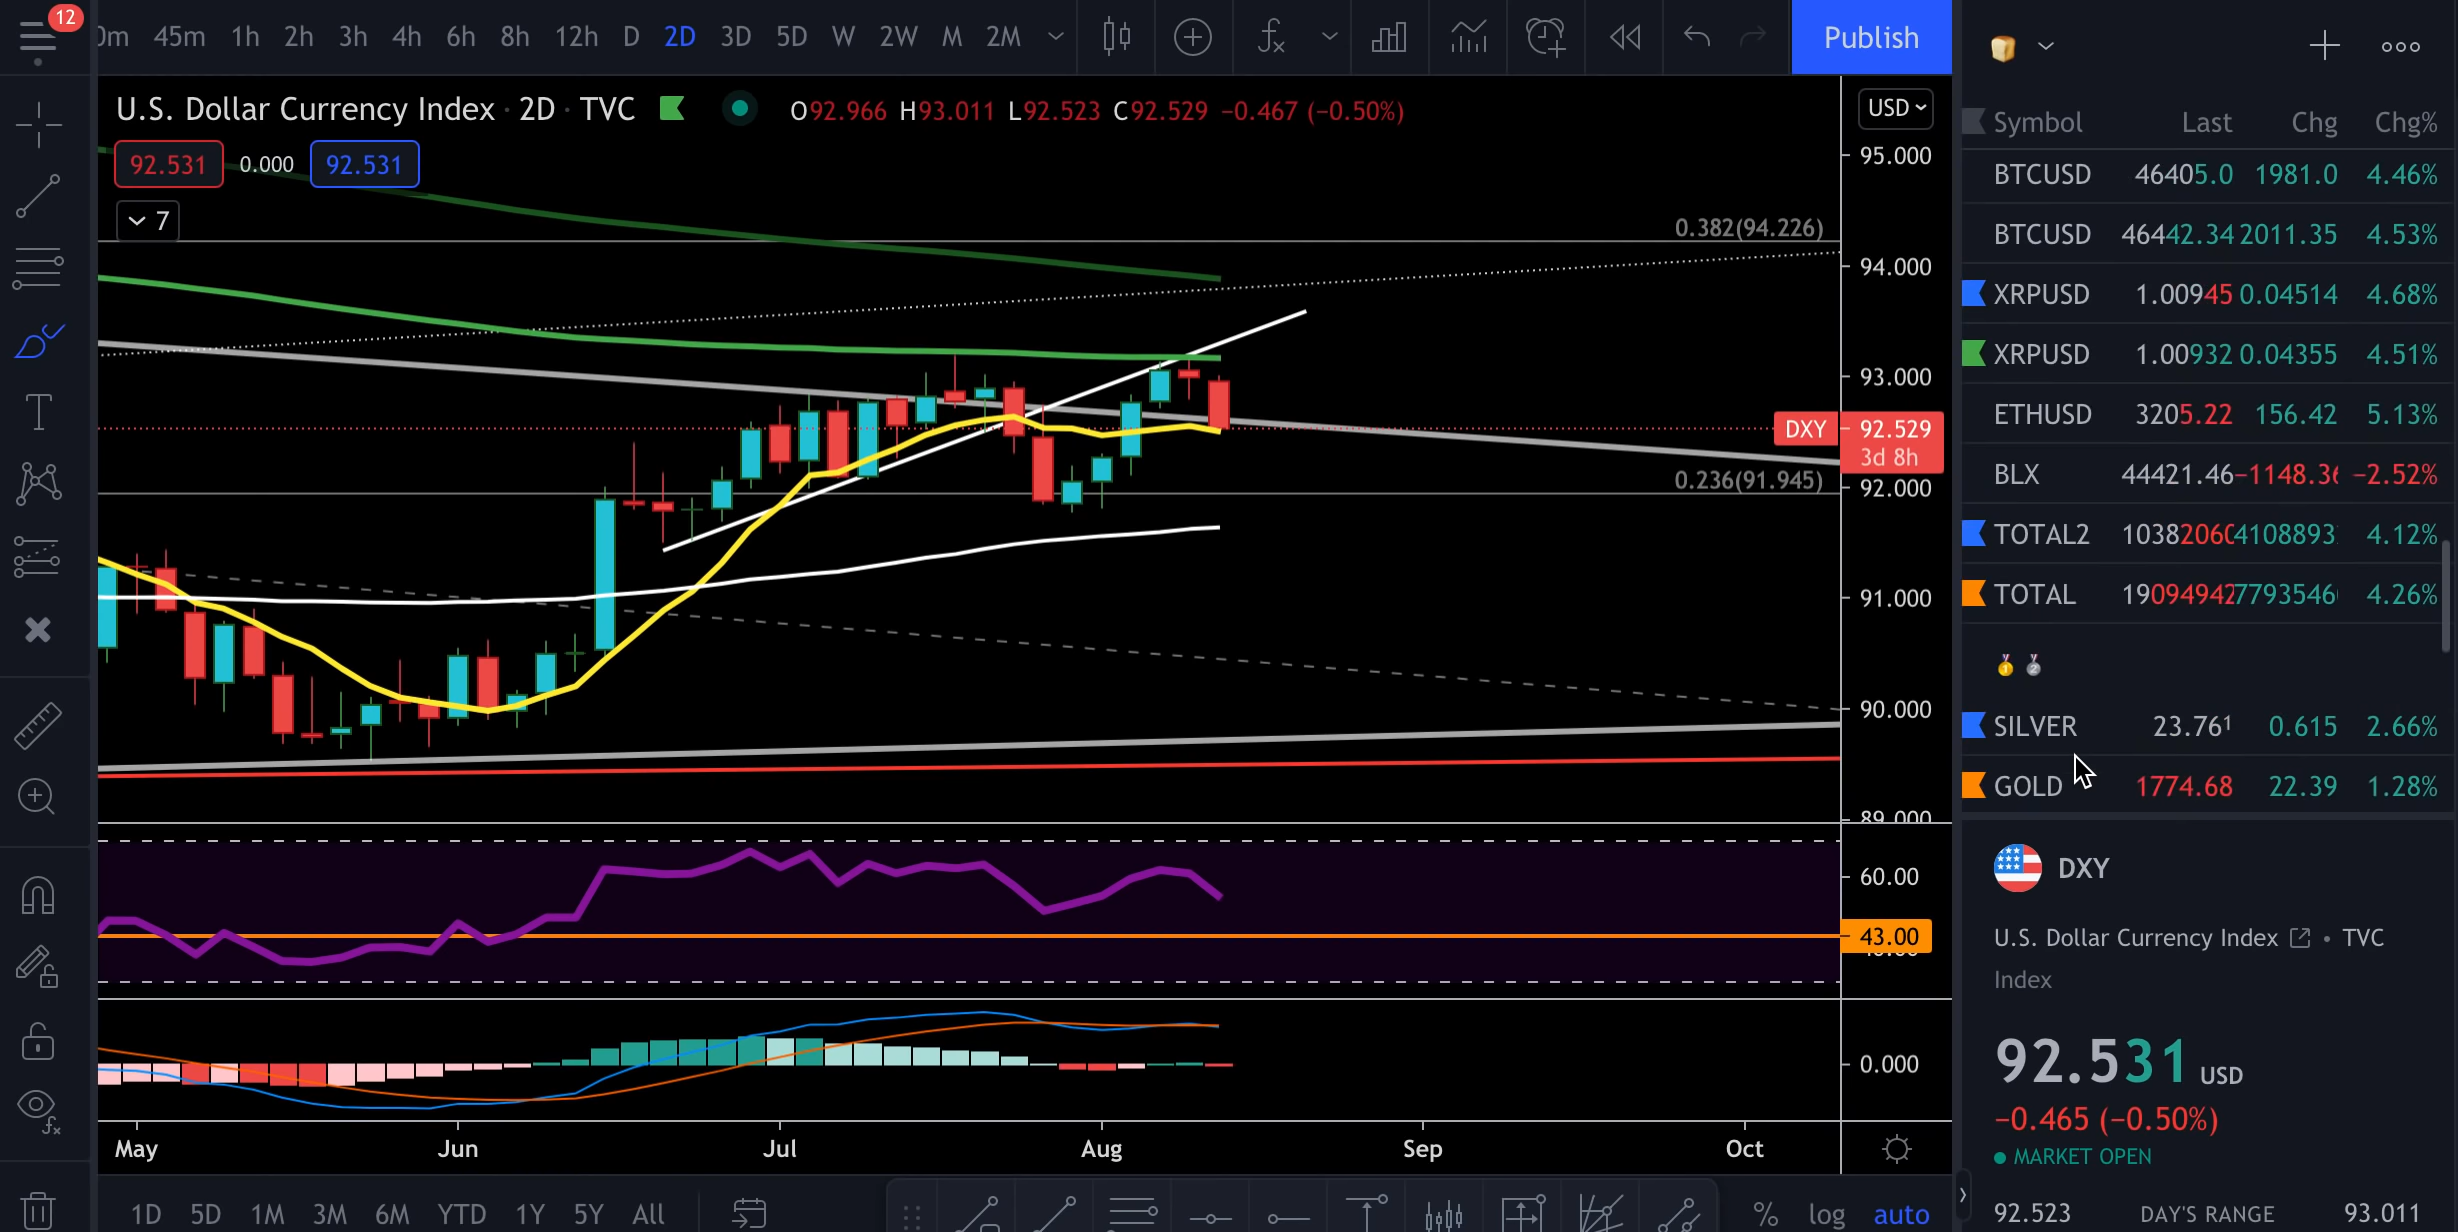 12
45m 1h 2h 3h 4h 6h 8h 12h D 2D 3D 5D W 2W M 2M
Publish
U.S. Dollar Currency Index · 2D · TVC
O92.966 H93.011 L92.523 C92.529 −0.467 (−0.50%)
USD
92.531 0.000 92.531
7
95.000
0.382(94.226)
94.000
93.000
DXY 92.529
3d 8h
0.236(91.945)
92.000
91.000
90.000
89.000
60.00
43.00
0.000
May Jun Jul Aug Sep Oct
1D 5D 1M 3M 6M YTD 1Y 5Y All
% log auto
Symbol Last Chg Chg%
BTCUSD 46405.0 1981.0 4.46%
BTCUSD 46442.34 2011.35 4.53%
XRPUSD 1.00945 0.04514 4.68%
XRPUSD 1.00932 0.04355 4.51%
ETHUSD 3205.22 156.42 5.13%
BLX 44421.46 −1148.36 −2.52%
TOTAL2 4.12%
TOTAL 4.26%
SILVER 23.761 0.615 2.66%
GOLD 1774.68 22.39 1.28%
DXY
U.S. Dollar Currency Index • TVC
Index
92.531 USD
−0.465 (−0.50%)
MARKET OPEN
92.523 DAY'S RANGE 93.011